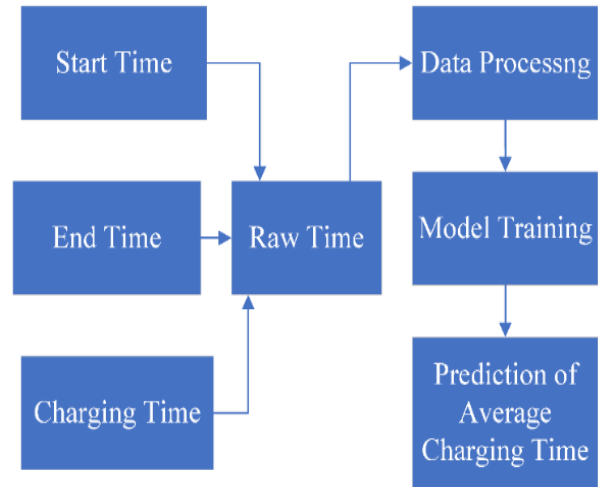 Start Time
End Time
Charging Time
Raw Time
Data Processng
Model Training
Prediction of
Average
Charging Time